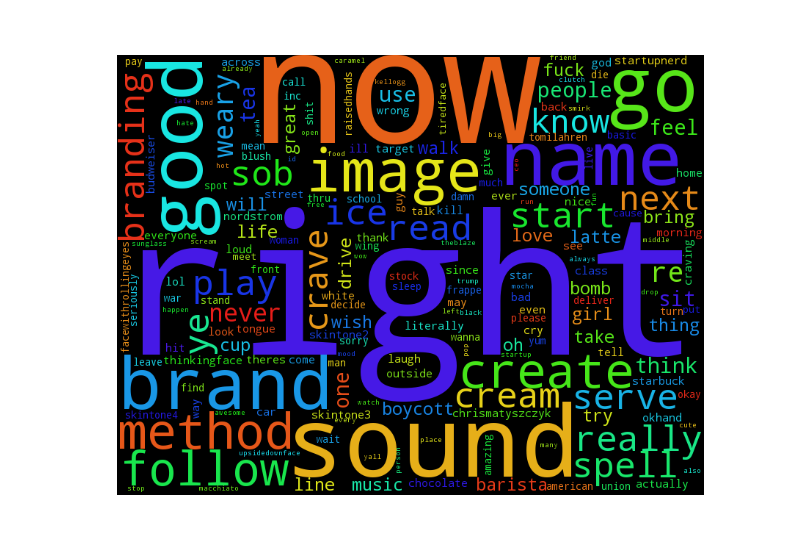 pay
across
call
caramel
friend
god
startupnerd
already
kellogg
clutch
die
good
now
go
branding
late
hand
weary
tea
inc
great
shit
raisedhands
use
wrong
tiredface
fuck
people
back
smirk
know
feel
budweiser
hate
yeah
open
big
tomilahren
basic
mean
blush
ill
target
walk
give
name
live
hot
id
food
home
spot
sob
image
much
someone
next
craving
will
street
thru
free
school
guy
damn
ever
run
nice
fun
cause
nordstrom
ice
talk
kill
read
start
bring
life
woman
thank
wing
theblaze
love
latte
morning
everyone
sunglass
scream
loud
meet
crave
drive
woo
see
middle
right
facewithrollingeyes
seriously
lol
front
since
always
class
re
war
play
white
stock
trump
star
mocha
bomb
sit
stand
decide
sleep
frappe
bad
deliver
turn
put
happen
ye
never
look
tongue
skintone2
wish
may
left
black
even
please
girl
thing
hit
cup
sorry
literally
wanna
cry
oh
yum
take
drop
leave
thinkingface
theres
come
mood
laugh
pop
startup
tell
think
find
man
outside
create
brand
one
watch
cream
serve
starbuck
okay
skintone4
way
awesome
car
skintone3
boycott
chrismatyszczyk
try
okhand
cute
method
every
wait
place
sound
many
really
follow
upsidedownface
yall
person
amazing
spell
also
stop
macchiato
line
music
chocolate
barista
american
union
actually